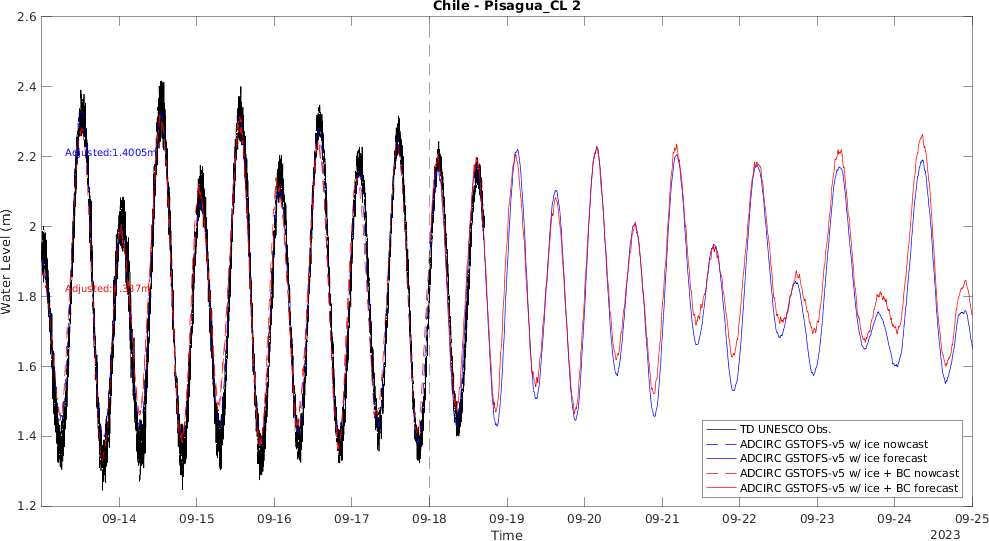 Chile - Pisagua_CL 2
2.6
2.4
2.2
2
1.8
1.6
1.4
1.2
Water Level (m)
Adjusted:1.4005m
Adjusted:1.387m
TD UNESCO Obs.
ADCIRC GSTOFS-v5 w/ ice nowcast
ADCIRC GSTOFS-v5 w/ ice forecast
ADCIRC GSTOFS-v5 w/ ice + BC nowcast
ADCIRC GSTOFS-v5 w/ ice + BC forecast
09-14 09-15 09-16 09-17 09-18 09-19 09-20 09-21 09-22 09-23 09-24 09-25
Time
2023